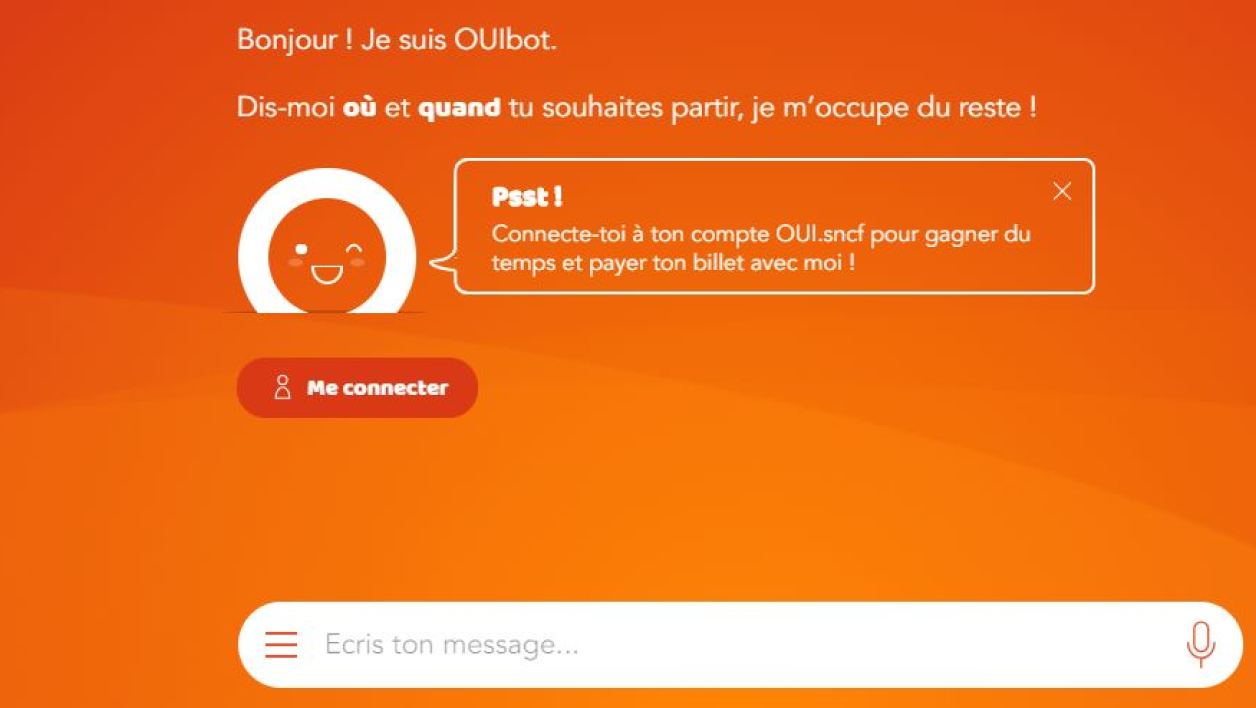 Bonjour ! Je suis OUIbot.
Dis-moi où et quand tu souhaites partir, je m’occupe du reste !
Psst !
Connecte-toi à ton compte OUI.sncf pour gagner du
temps et payer ton billet avec moi !
Me connecter
Ecris ton message...